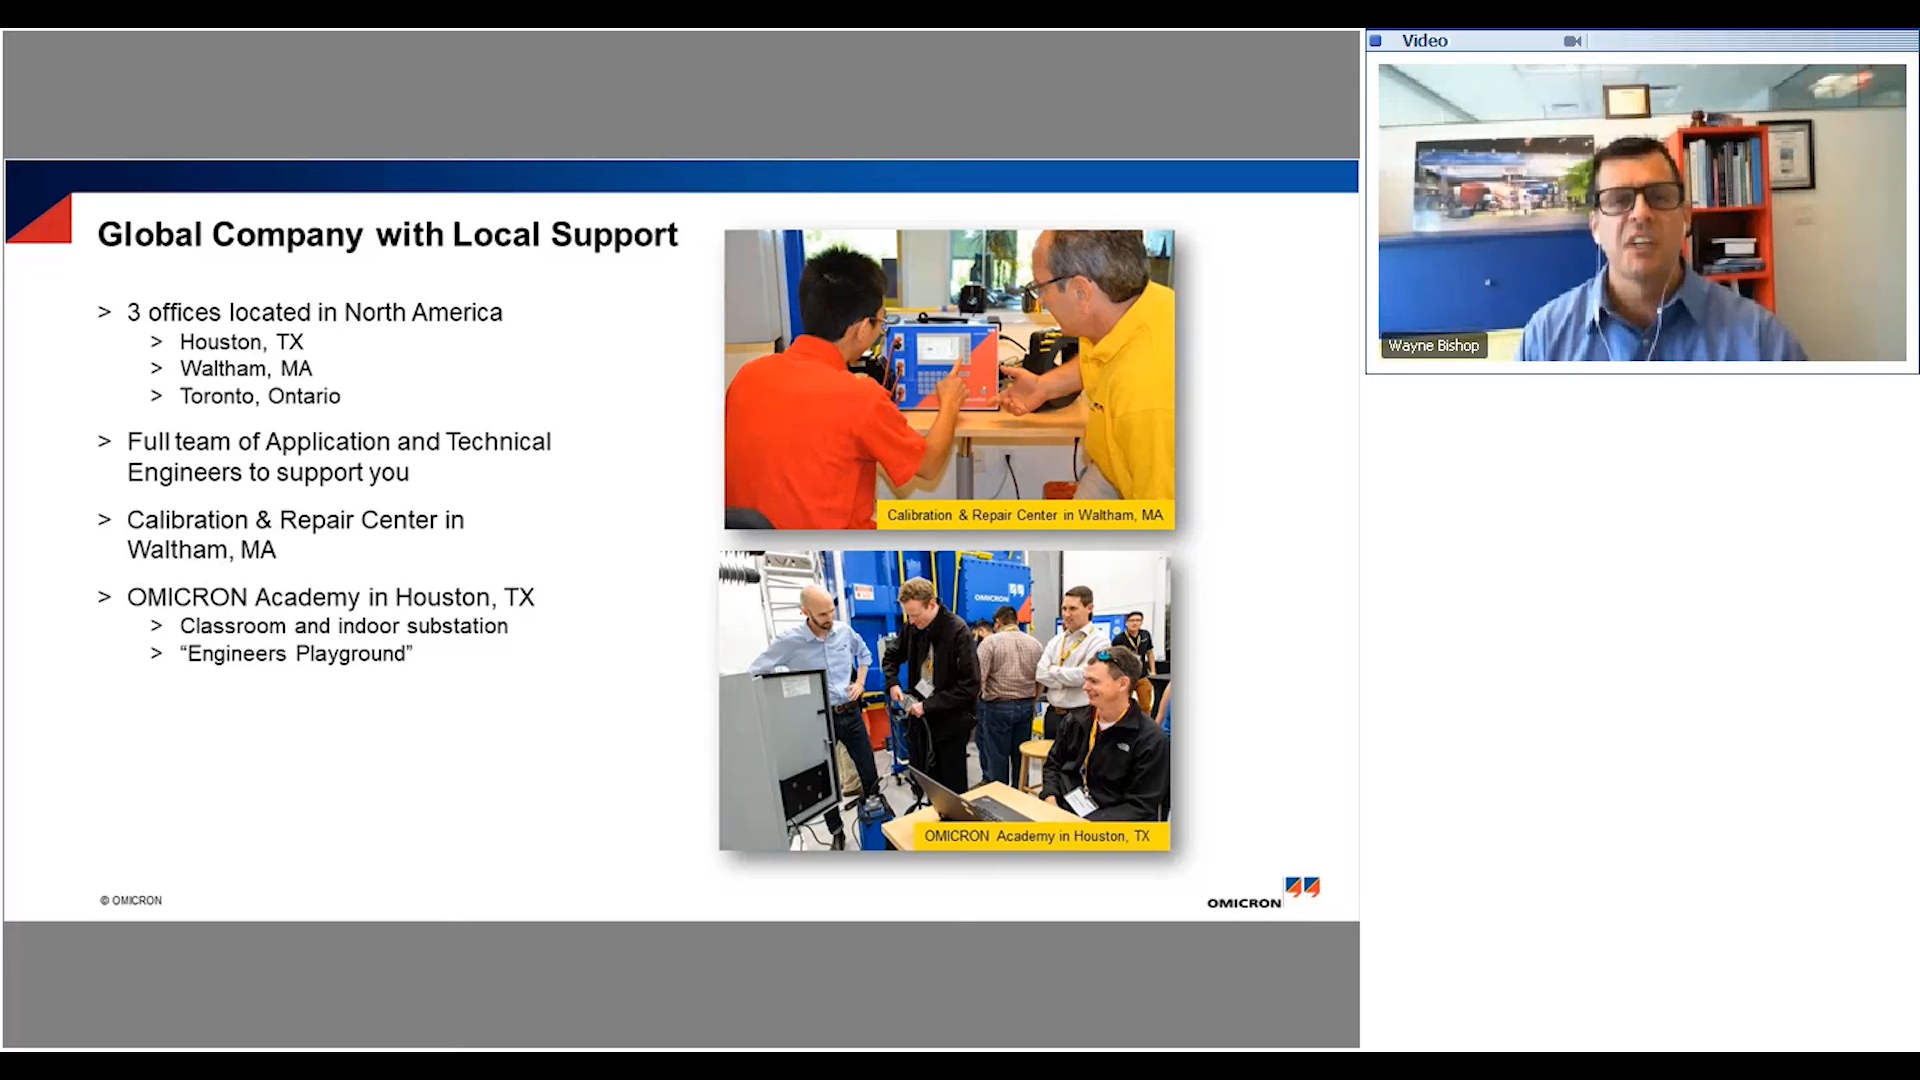 Video
Wayne Bishop
Global Company with Local Support
> 3 offices located in North America
> Houston, TX
> Waltham, MA
> Toronto, Ontario
> Full team of Application and Technical
Engineers to support you
> Calibration & Repair Center in
Waltham, MA
> OMICRON Academy in Houston, TX
> Classroom and indoor substation
> “Engineers Playground”
Calibration & Repair Center in Waltham, MA
OMICRON
OMICRON Academy in Houston, TX
© OMICRON
OMICRON